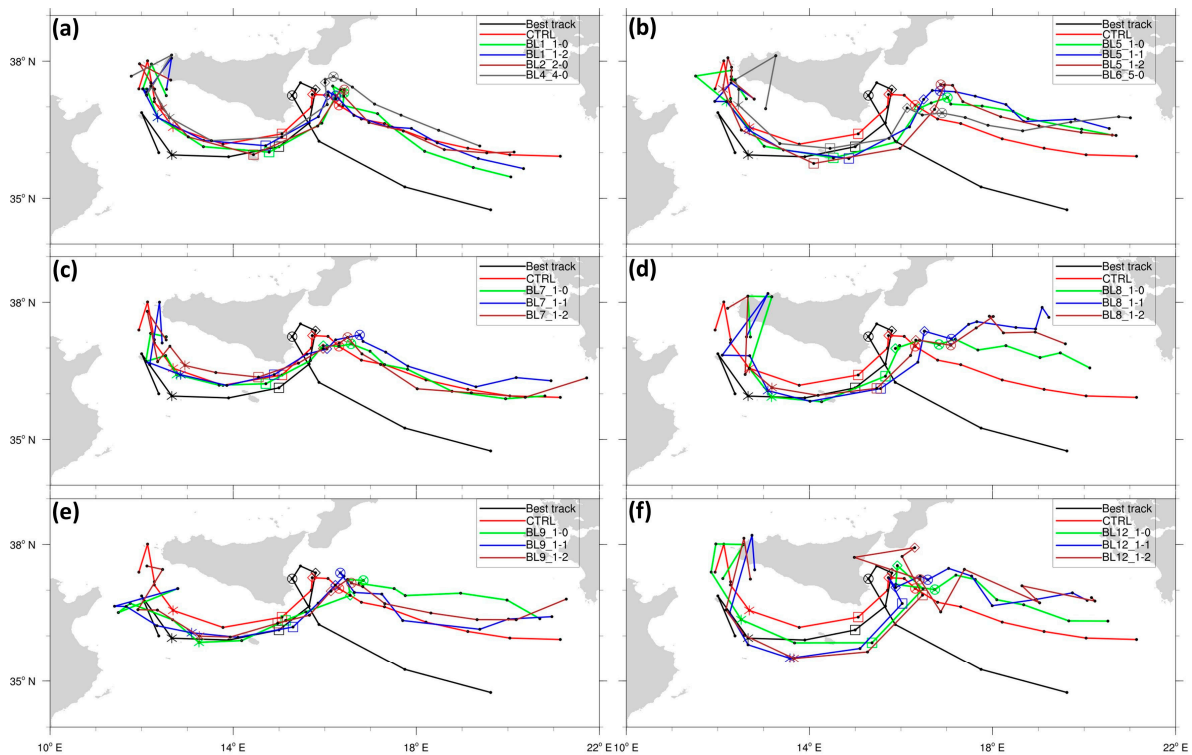 (a)
Best track
CTRL
BL1_1-0
BL1_1-2
BL2_2-0
BL4_4-0
38° N
35° N
(b)
Best track
CTRL
BL5_1-0
BL5_1-1
BL5_1-2
BL6_5-0
(c)
Best track
CTRL
BL7_1-0
BL7_1-1
BL7_1-2
38° N
35° N
(d)
Best track
CTRL
BL8_1-0
BL8_1-1
BL8_1-2
(e)
Best track
CTRL
BL9_1-0
BL9_1-1
BL9_1-2
38° N
35° N
(f)
Best track
CTRL
BL12_1-0
BL12_1-1
BL12_1-2
10° E 14° E 18° E 22° E
14° E 18° E 22° E